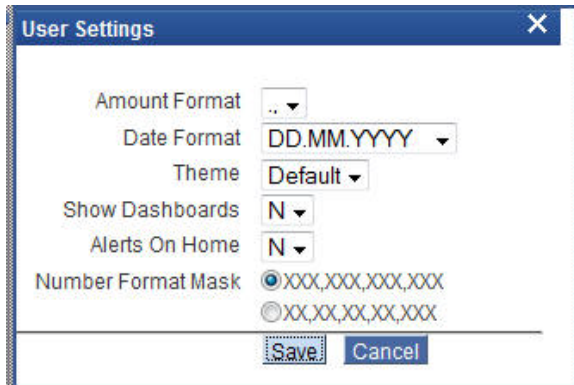 User Settings
Amount Format .,
Date Format DD.MM.YYYY
Theme Default
Show Dashboards N
Alerts On Home N
Number Format Mask XXX,XXX,XXX,XXX
XX,XX,XX,XX,XXX
Save Cancel